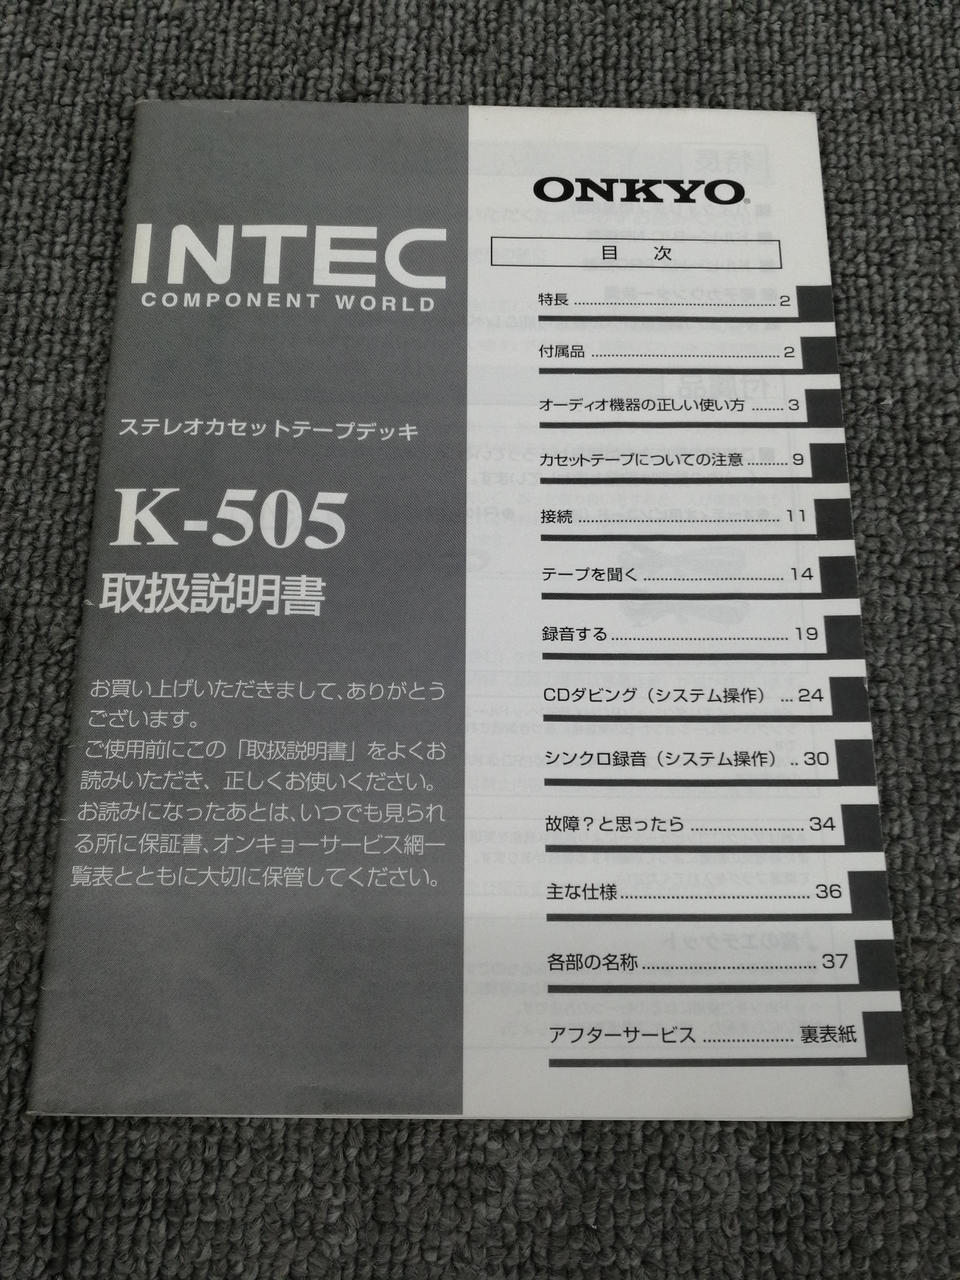 INTEC
COMPONENT WORLD
ステレオカセットテープデッキ
K-505
取扱説明書
お買い上げいただきまして、ありがとう
ございます。
ご使用前にこの「取扱説明書」をよくお
読みいただき、正しくお使いください。
お読みになったあとは、いつでも見られ
る所に保証書、オンキョーサービス網一
覧表とともに大切に保管してください。
ONKYO®
目 次
特長 ........ 2
付属品 ........ 2
オーディオ機器の正しい使い方 ........ 3
カセットテープについての注意 ........ 9
接続 ........ 11
テープを聞く ........ 14
録音する ........ 19
CDダビング（システム操作） ... 24
シンクロ録音（システム操作） .. 30
故障？と思ったら ........ 34
主な仕様 ........ 36
各部の名称 ........ 37
アフターサービス ........ 裏表紙